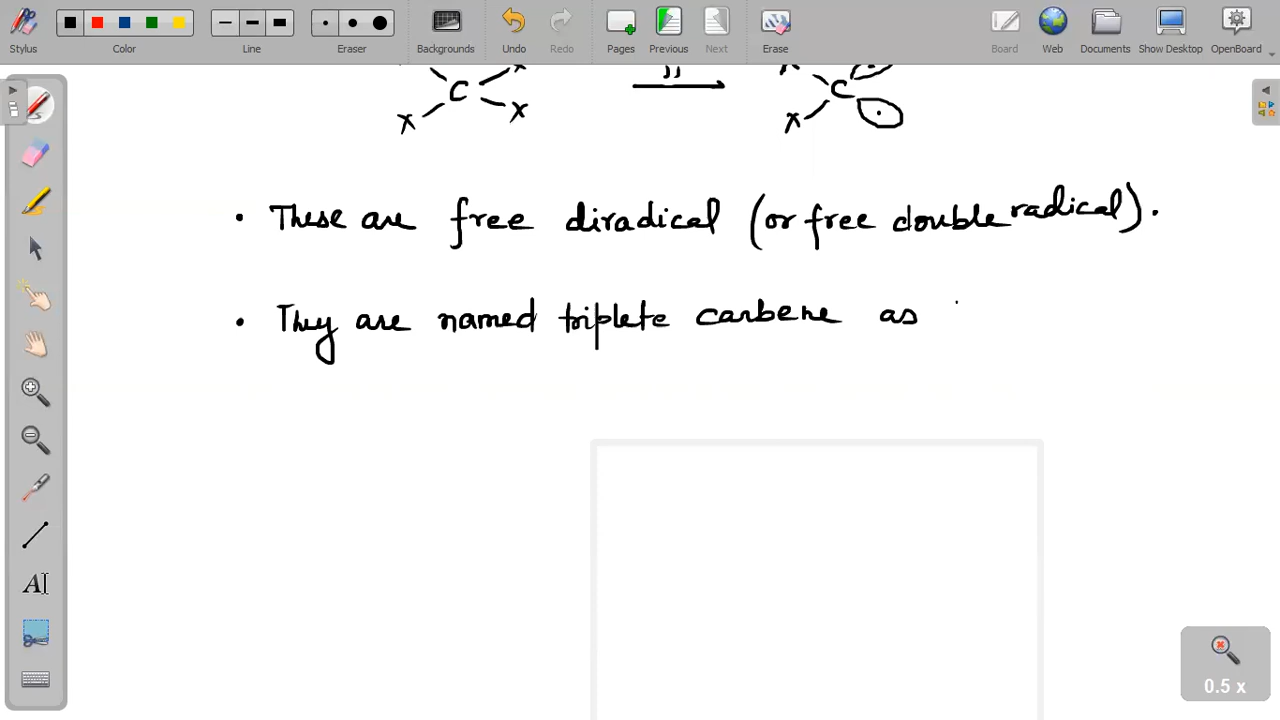 Stylus Color Line Eraser Backgrounds Undo Redo Pages Previous Next Erase Board Web Documents Show Desktop OpenBoard
X C X X
X C
• These are free diradical (or free double radical).
• They are named triplete carbene as
0.5 x